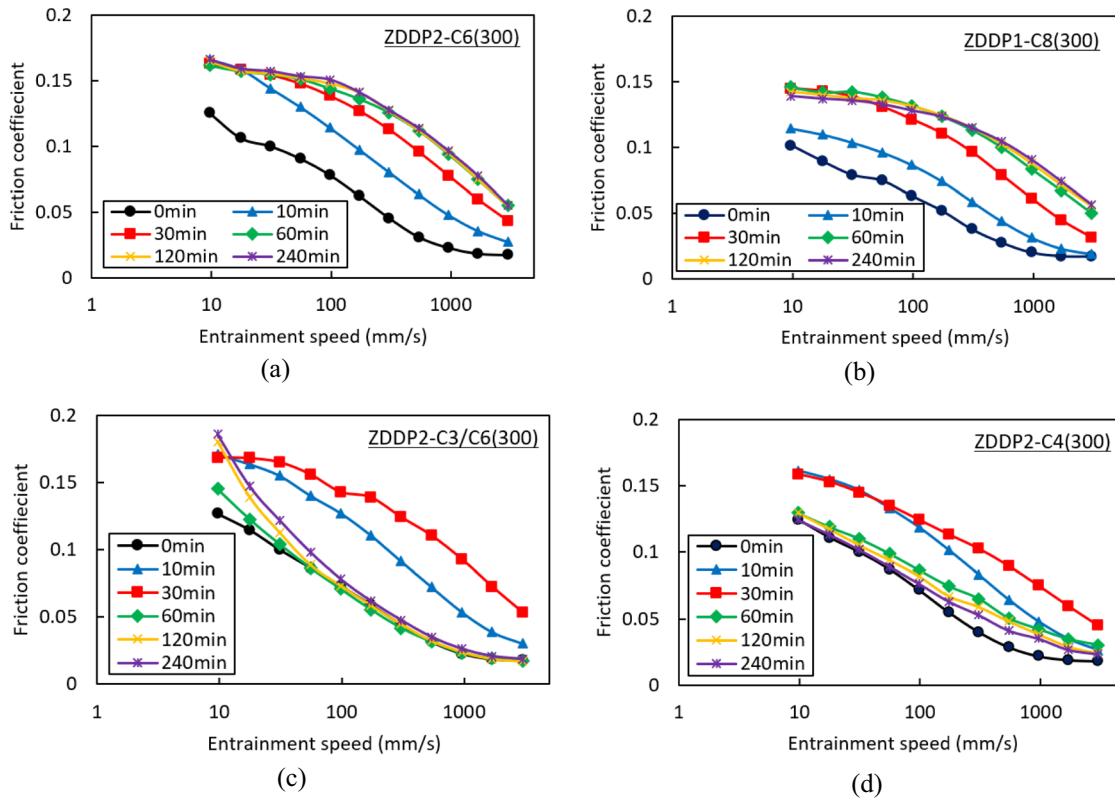 ZDDP2-C6(300)
0.2
0.15
0.1
0.05
0
Friction coeffiecient
0min 10min
30min 60min
120min 240min
1 10 100 1000
Entrainment speed (mm/s)
(a)
ZDDP1-C8(300)
0.2
0.15
0.1
0.05
0
Friction coeffiecient
0min 10min
30min 60min
120min 240min
1 10 100 1000
Entrainment speed (mm/s)
(b)
ZDDP2-C3/C6(300)
0.2
0.15
0.1
0.05
0
Friction coeffiecient
0min
10min
30min
60min
120min
240min
1 10 100 1000
Entrainment speed (mm/s)
(c)
ZDDP2-C4(300)
0.2
0.15
0.1
0.05
0
Friction coeffiecient
0min
10min
30min
60min
120min
240min
1 10 100 1000
Entrainment speed (mm/s)
(d)